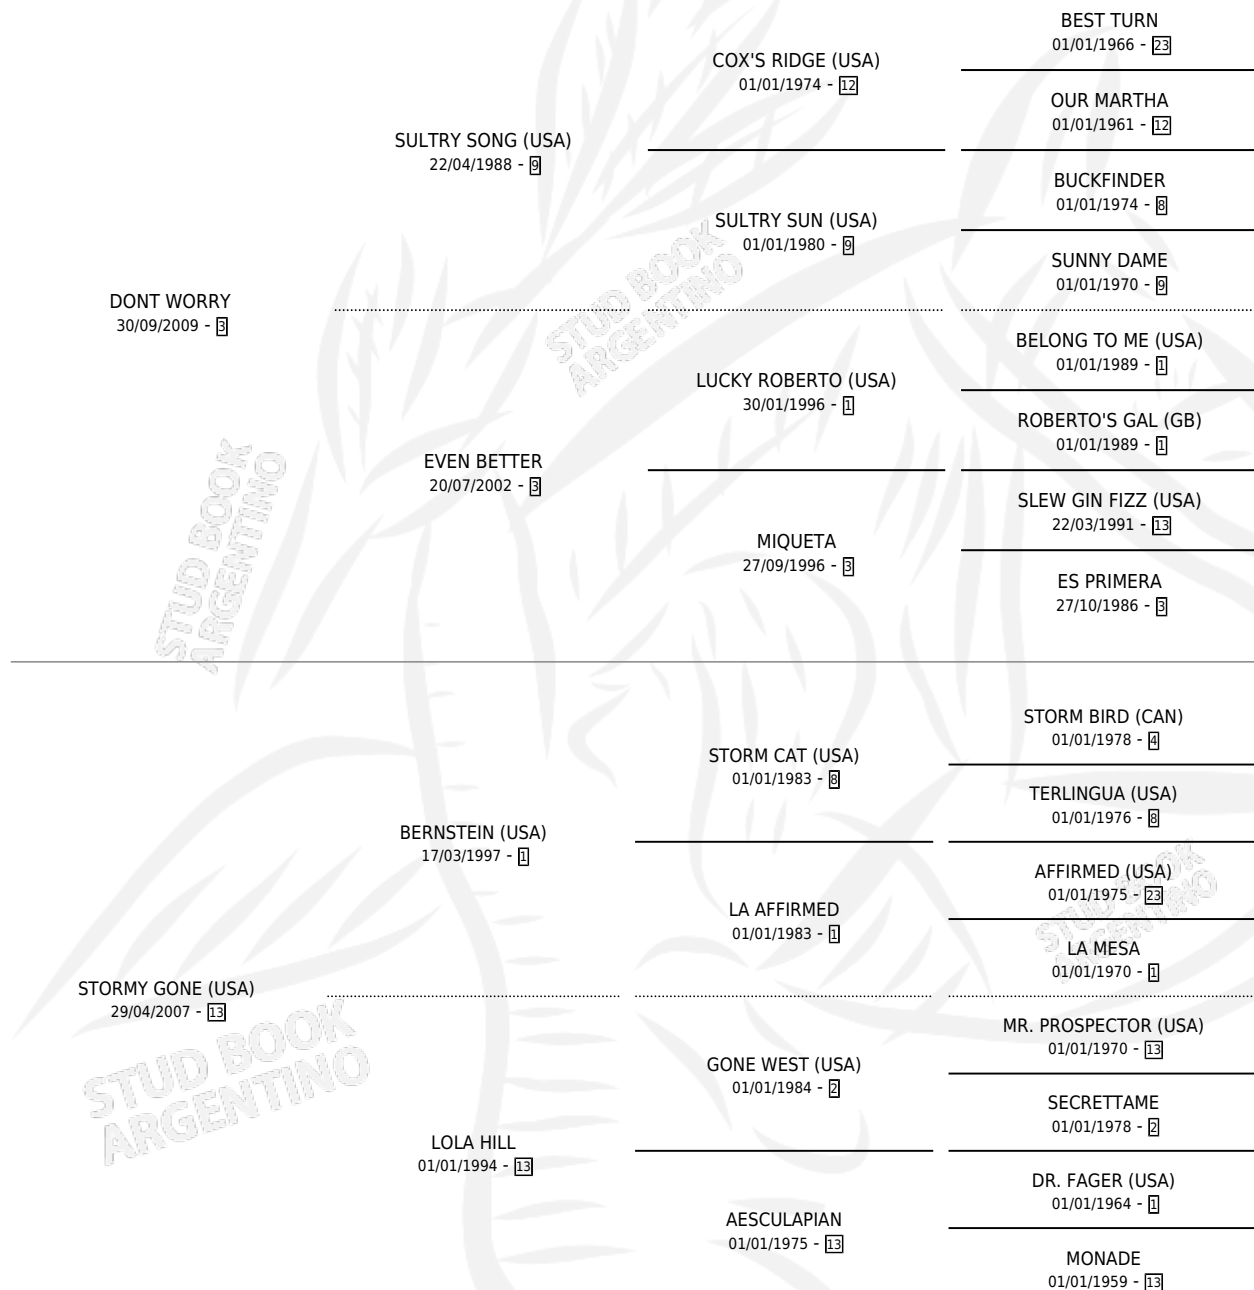 DONT WORRY
30/09/2009 - 3
SULTRY SONG (USA)
22/04/1988 - 9
COX'S RIDGE (USA)
01/01/1974 - 12
BEST TURN
01/01/1966 - 23
OUR MARTHA
01/01/1961 - 12
SULTRY SUN (USA)
01/01/1980 - 9
BUCKFINDER
01/01/1974 - 8
SUNNY DAME
01/01/1970 - 9
EVEN BETTER
20/07/2002 - 3
LUCKY ROBERTO (USA)
30/01/1996 - 1
BELONG TO ME (USA)
01/01/1989 - 1
ROBERTO'S GAL (GB)
01/01/1989 - 1
MIQUETA
27/09/1996 - 3
SLEW GIN FIZZ (USA)
22/03/1991 - 13
ES PRIMERA
27/10/1986 - 3
STORMY GONE (USA)
29/04/2007 - 13
BERNSTEIN (USA)
17/03/1997 - 1
STORM CAT (USA)
01/01/1983 - 8
STORM BIRD (CAN)
01/01/1978 - 4
TERLINGUA (USA)
01/01/1976 - 8
LA AFFIRMED
01/01/1983 - 1
AFFIRMED (USA)
01/01/1975 - 23
LA MESA
01/01/1970 - 1
LOLA HILL
01/01/1994 - 13
GONE WEST (USA)
01/01/1984 - 2
MR. PROSPECTOR (USA)
01/01/1970 - 13
SECRETTAME
01/01/1978 - 2
AESCULAPIAN
01/01/1975 - 13
DR. FAGER (USA)
01/01/1964 - 1
MONADE
01/01/1959 - 13
STUD BOOK
ARGENTINO
STUD BOOK
ARGENTINO
STUD BOOK
ARGENTINO
STUD BOOK
ARGENTINO